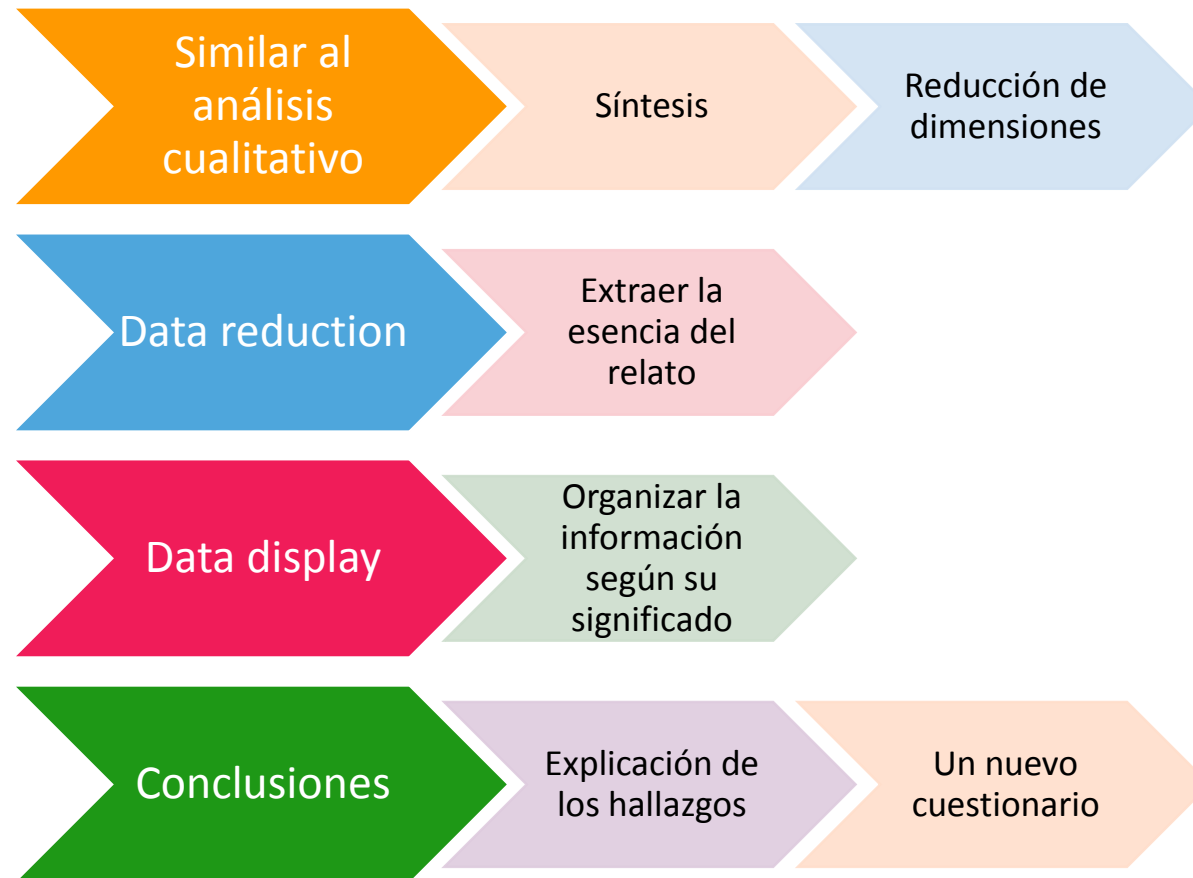 Similar al
análisis
cualitativo
Síntesis
Reducción de
dimensiones
Data reduction
Extraer la
esencia del
relato
Data display
Organizar la
información
según su
significado
Conclusiones
Explicación de
los hallazgos
Un nuevo
cuestionario